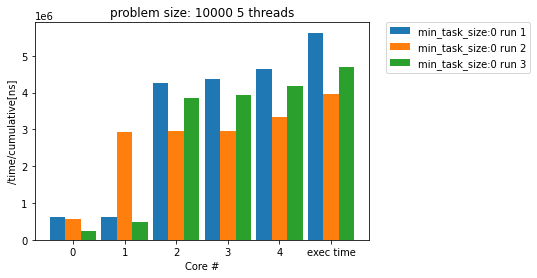 problem size: 10000 5 threads
1e6
min_task_size:0 run 1
min_task_size:0 run 2
min_task_size:0 run 3
5
4
3
2
1
0
/time/cumulative[ns]
0 1 2 3 4 exec time
Core #